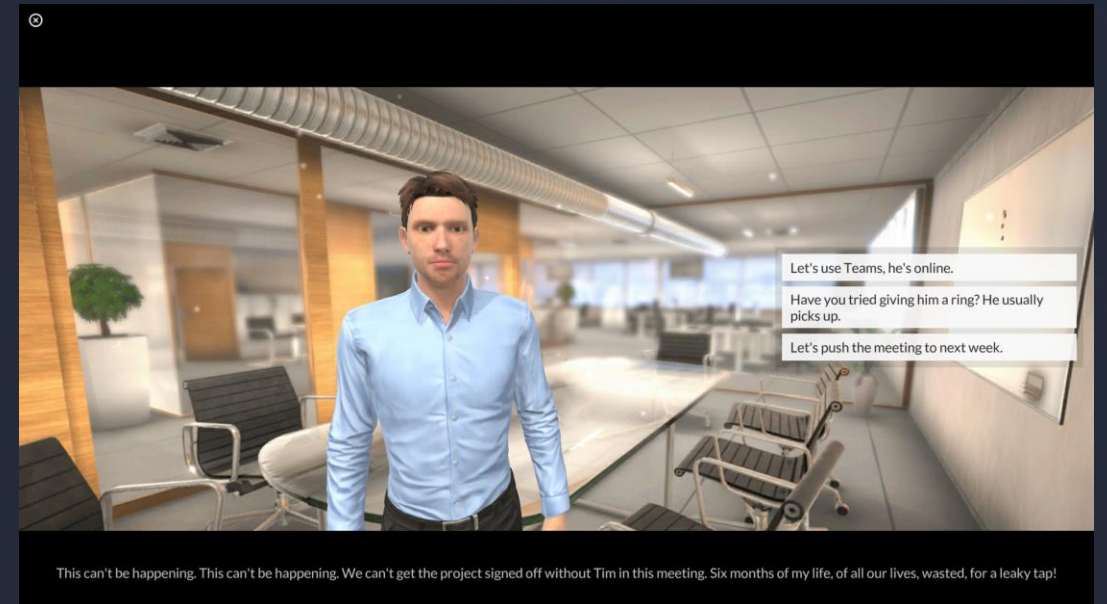 Let's use Teams, he's online.
Have you tried giving him a ring? He usually
picks up.
Let's push the meeting to next week.
This can't be happening. This can't be happening. We can't get the project signed off without Tim in this meeting. Six months of my life, of all our lives, wasted, for a leaky tap!